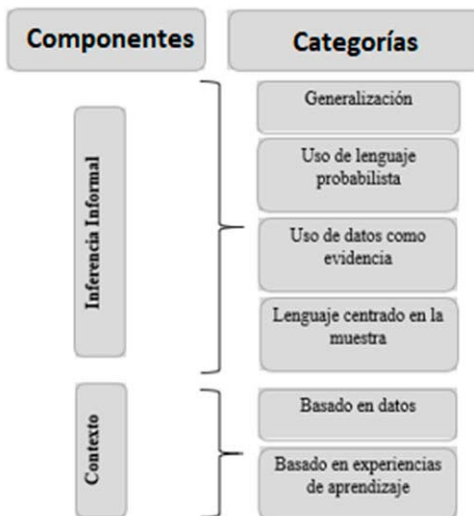 Componentes
Categorías
Inferencia Informal
Generalización
Uso de lenguaje
probabilista
Uso de datos como
evidencia
Lenguaje centrado en la
muestra
Contexto
Basado en datos
Basado en experiencias
de aprendizaje